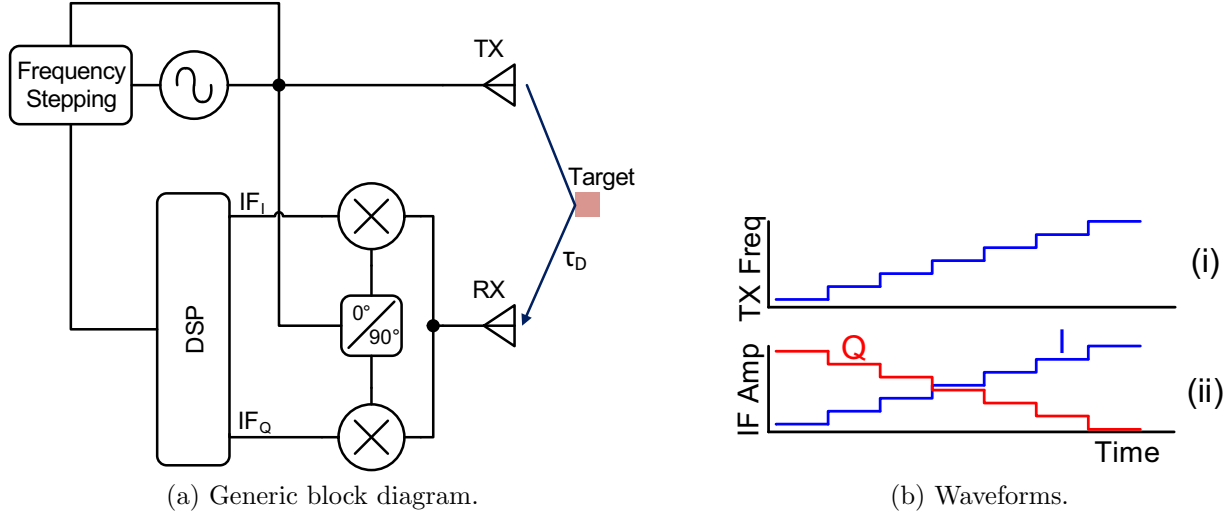 TX
Frequency
Stepping
Target
IF_I
τ_D
RX
0°
90°
DSP
IF_Q
(a) Generic block diagram.
TX Freq
(i)
Q
I
IF Amp
(ii)
Time
(b) Waveforms.